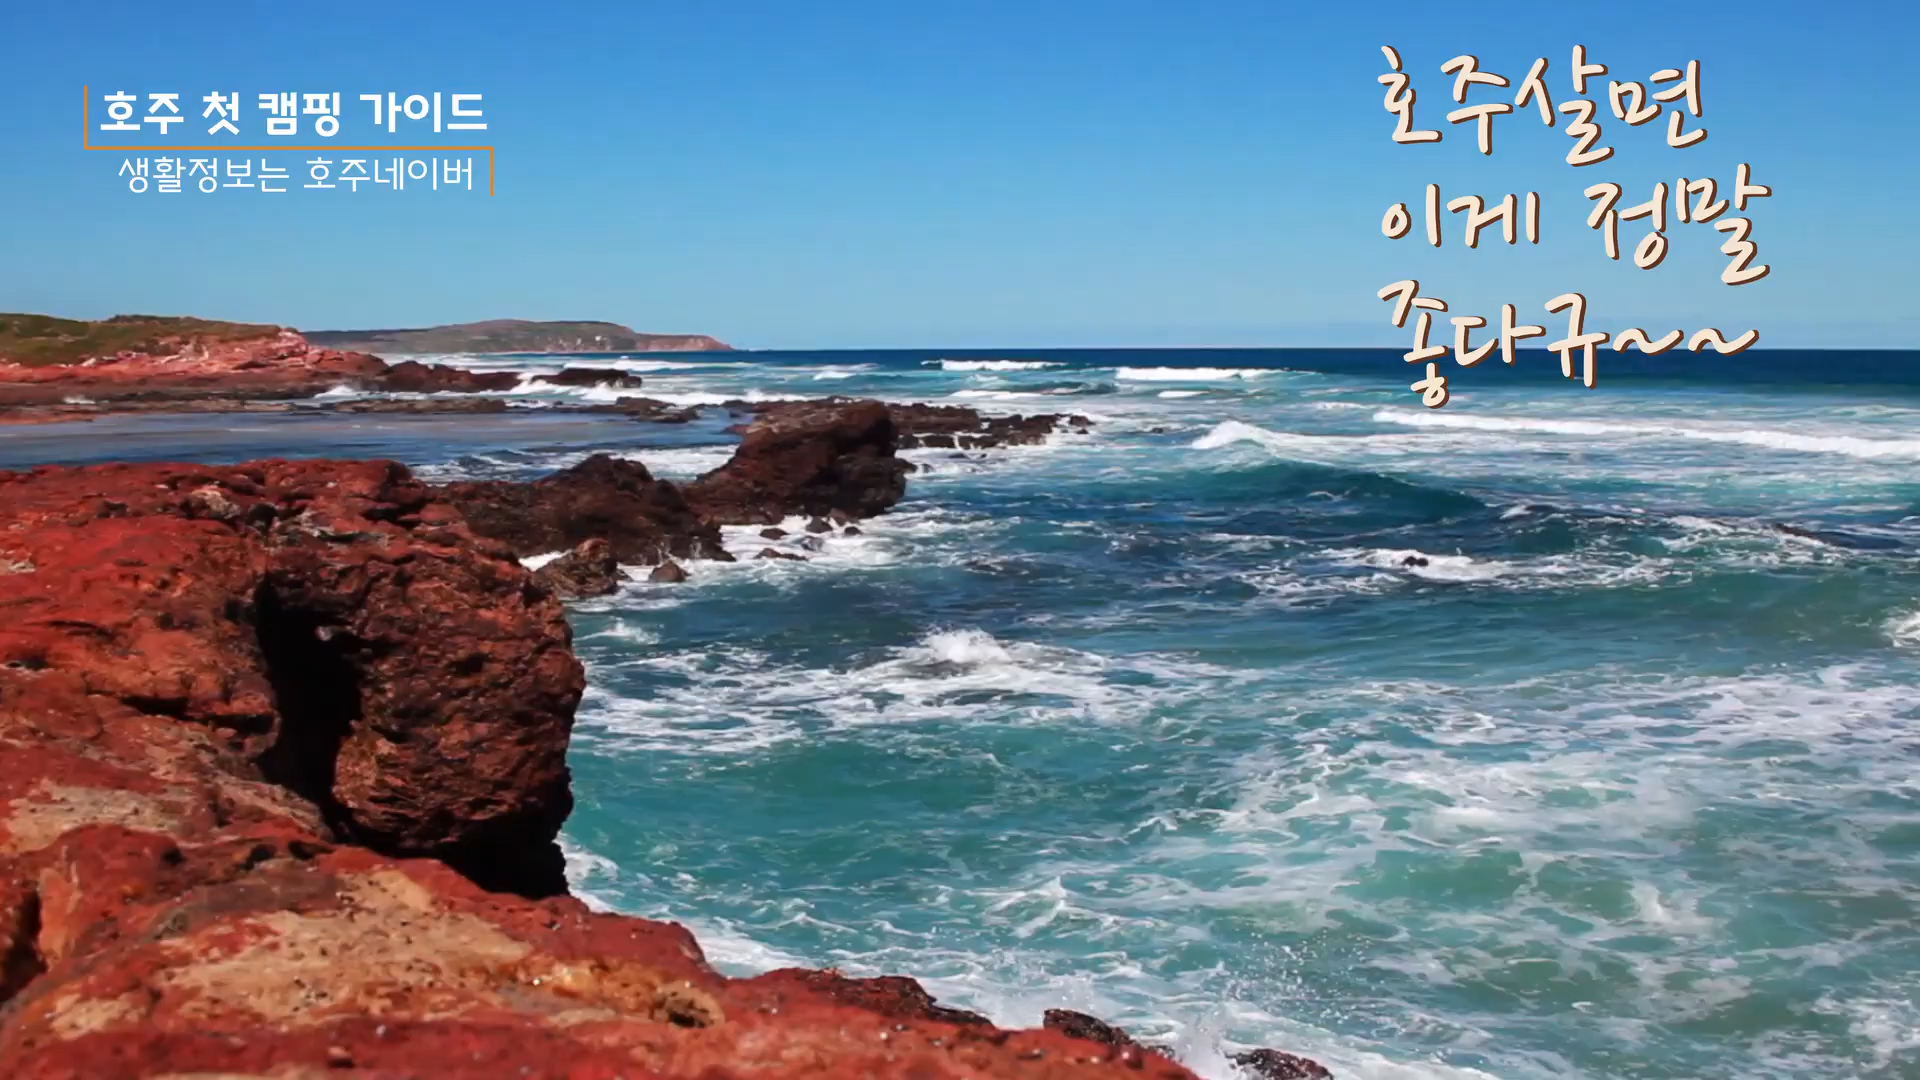 호주 첫 캠핑 가이드
생활정보는 호주네이버
호주살면
이게 정말
좋다규~~